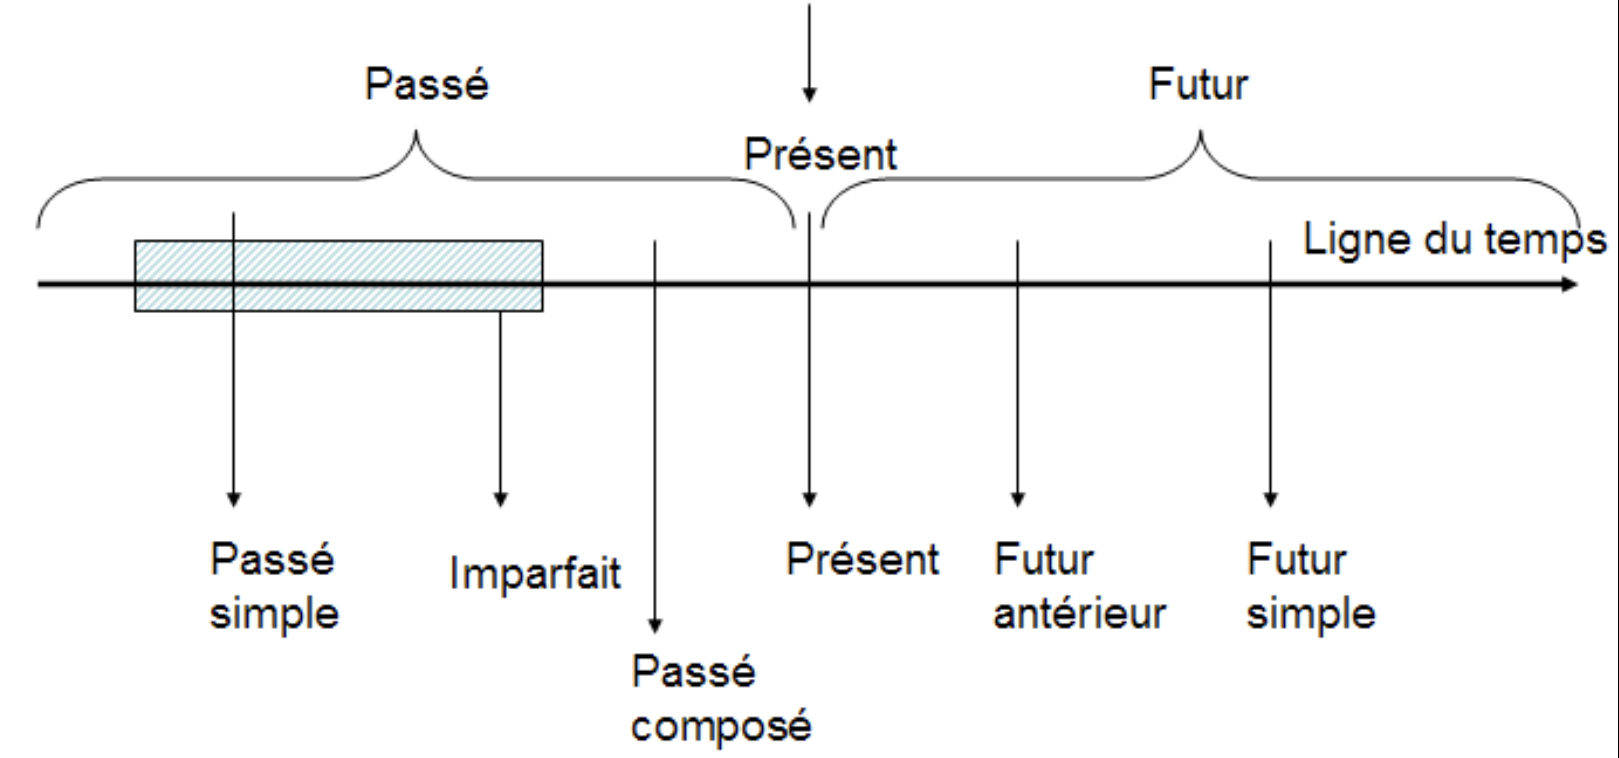 Passé
Futur
Présent
Ligne du temps
Passé
simple
Imparfait
Présent
Futur
antérieur
Futur
simple
Passé
composé